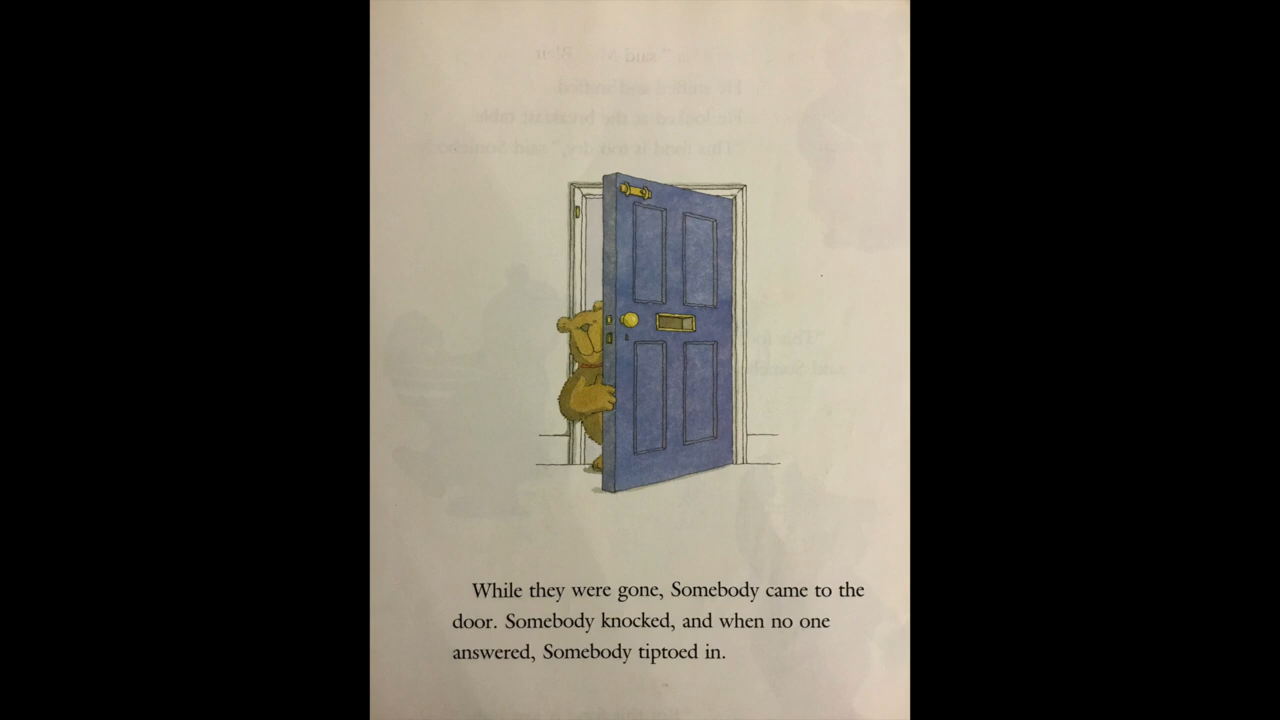 While they were gone, Somebody came to the
door. Somebody knocked, and when no one
answered, Somebody tiptoed in.